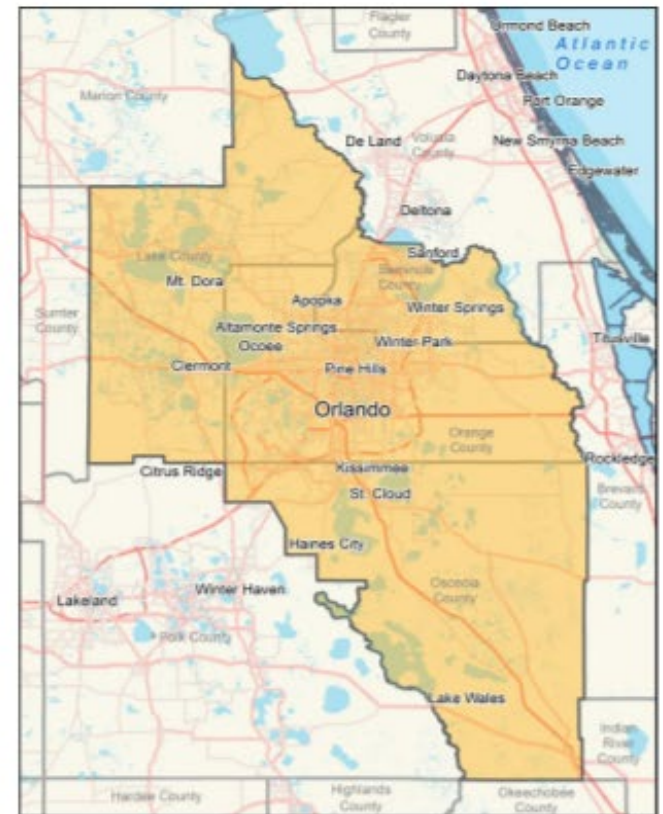 Flagler
County
Ormond Beach
Atlantic
Ocean
Daytona Beach
Marion County
Port Orange
De Land
Volusia
County
New Smyrna Beach
Edgewater
Deltona
Sanford
Lake County
Seminole
County
Mt. Dora
Apopka
Winter Springs
Sumter
County
Altamonte Springs
Ocoee
Winter Park
Titusville
Clermont
Pine Hills
Orlando
Orange
County
Citrus Ridge
Kissimmee
Rockledge
St. Cloud
Brevard
County
Haines City
Osceola
County
Lakeland
Winter Haven
Polk County
Lake Wales
Indian
River
County
Hardee County
Highlands
County
Okeechobee
County